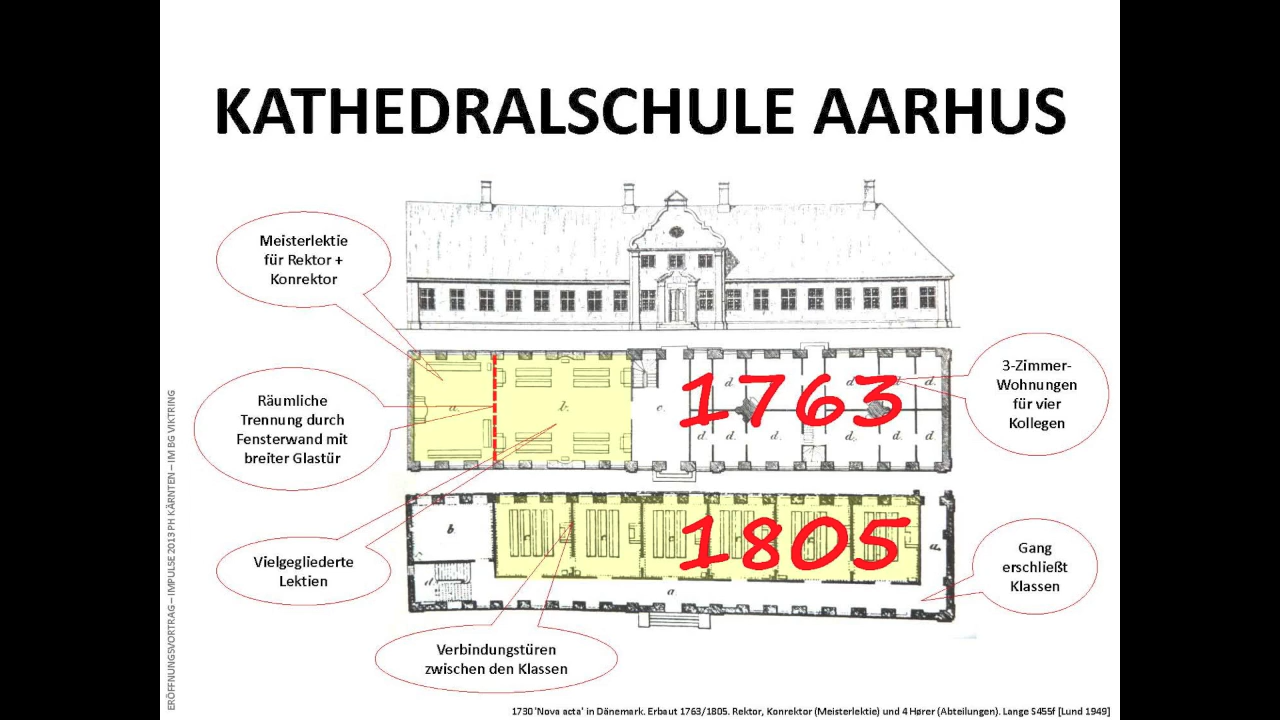 KATHEDRALSCHULE AARHUS
Meisterlektie
für Rektor +
Konrektor
Räumliche
Trennung durch
Fensterwand mit
breiter Glastür
3-Zimmer-
Wohnungen
für vier
Kollegen
1763
a.
b.
c.
d.
d.
d.
d.
d.
d.
d.
d.
d.
1805
b
d
a.
a
Vielgegliederte
Lektien
Gang
erschließt
Klassen
Verbindungstüren
zwischen den Klassen
ERÖFFNUNGSVORTRAG – IMPULSE 2013 PH KÄRNTEN – IM BG VIKTRING
1730 'Nova acta' in Dänemark. Erbaut 1763/1805. Rektor, Konrektor (Meisterlektie) und 4 Hører (Abteilungen). Lange S455f [Lund 1949]